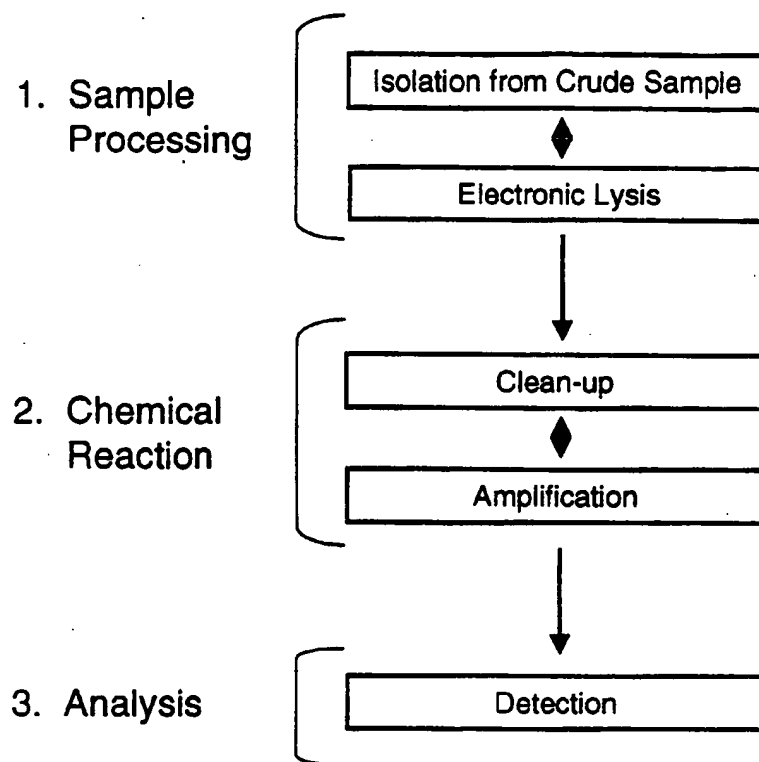 1. Sample
Processing
Isolation from Crude Sample
Electronic Lysis
2. Chemical
Reaction
Clean-up
Amplification
3. Analysis
Detection